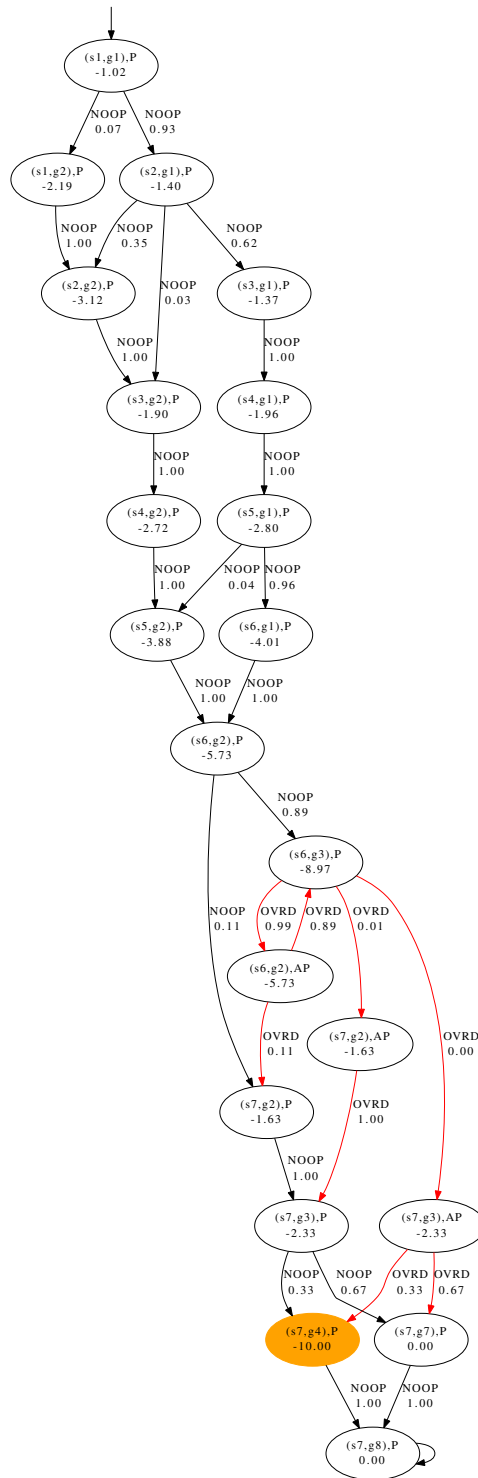 (s1,g1),P
-1.02
NOOP
0.07
NOOP
0.93
(s1,g2),P
-2.19
(s2,g1),P
-1.40
NOOP
1.00
NOOP
0.35
NOOP
0.03
NOOP
0.62
(s2,g2),P
-3.12
(s3,g1),P
-1.37
NOOP
1.00
NOOP
1.00
(s3,g2),P
-1.90
(s4,g1),P
-1.96
NOOP
1.00
NOOP
1.00
(s4,g2),P
-2.72
(s5,g1),P
-2.80
NOOP
1.00
NOOP
0.04
NOOP
0.96
(s5,g2),P
-3.88
(s6,g1),P
-4.01
NOOP
1.00
NOOP
1.00
(s6,g2),P
-5.73
NOOP
0.89
(s6,g3),P
-8.97
NOOP
0.11
OVRD
0.99
OVRD
0.89
OVRD
0.01
(s6,g2),AP
-5.73
OVRD
0.00
(s7,g2),AP
-1.63
OVRD
0.11
(s7,g2),P
-1.63
OVRD
1.00
NOOP
1.00
(s7,g3),P
-2.33
(s7,g3),AP
-2.33
NOOP
0.33
NOOP
0.67
OVRD
0.33
OVRD
0.67
(s7,g4),P
-10.00
(s7,g7),P
0.00
NOOP
1.00
NOOP
1.00
(s7,g8),P
0.00